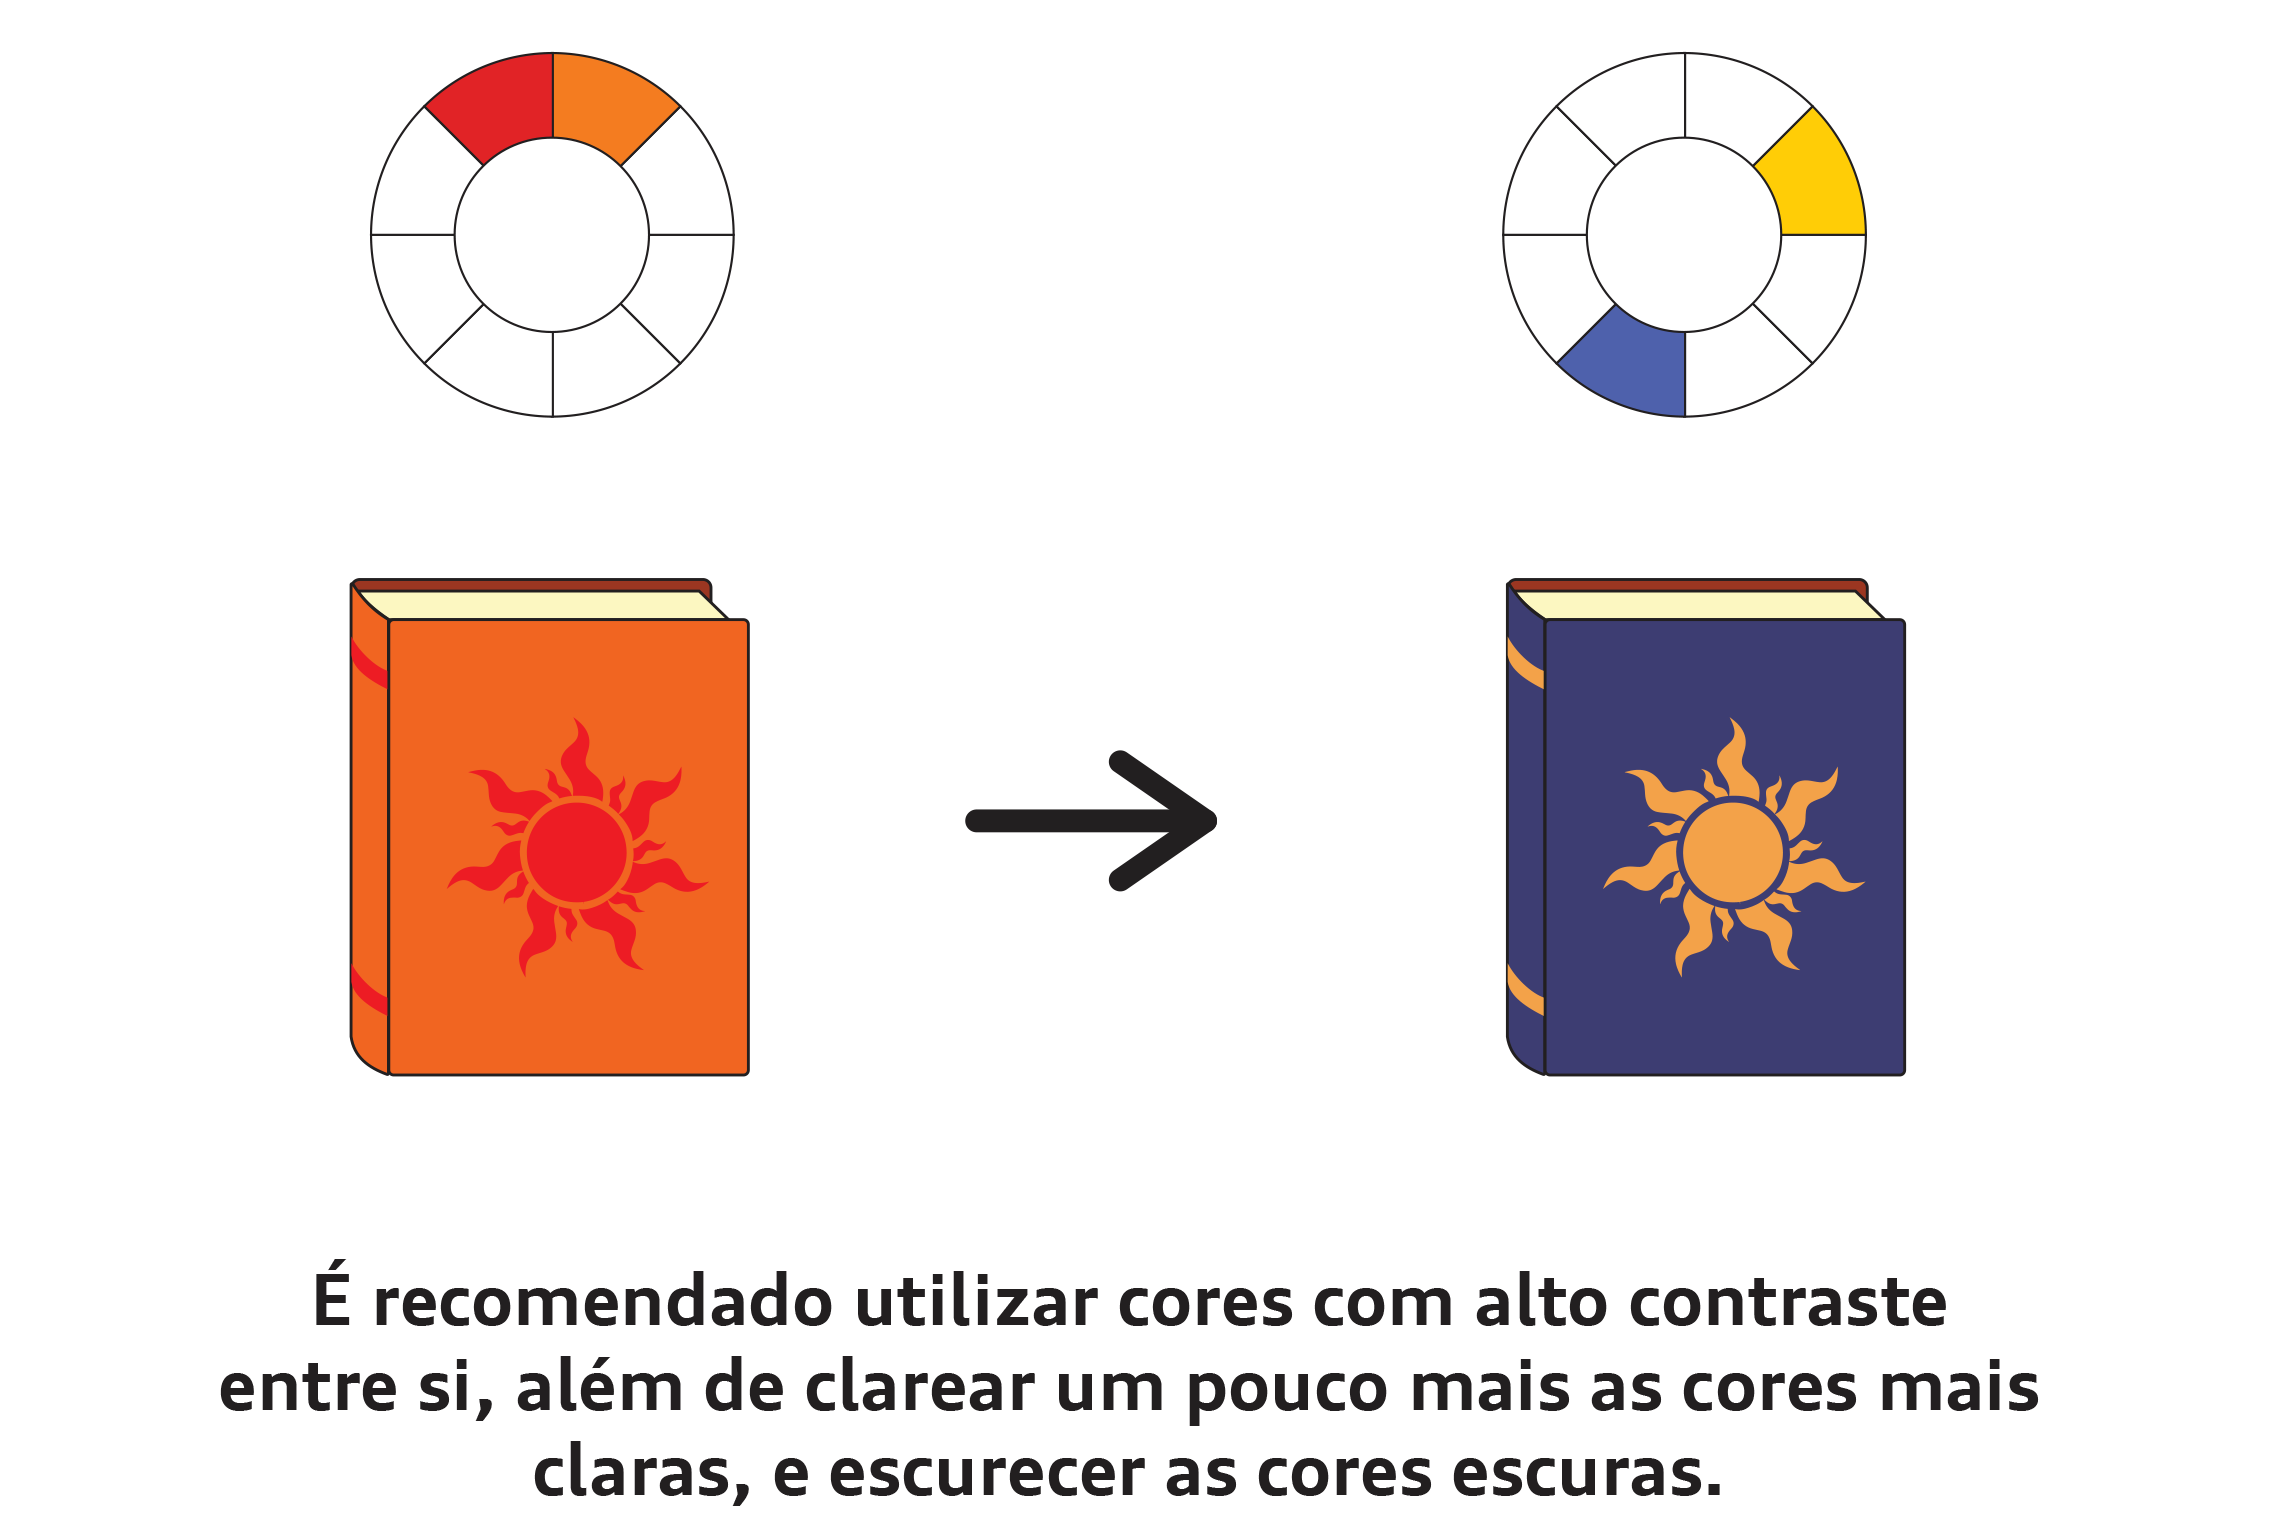 É recomendado utilizar cores com alto contraste
entre si, além de clarear um pouco mais as cores mais
claras, e escurecer as cores escuras.